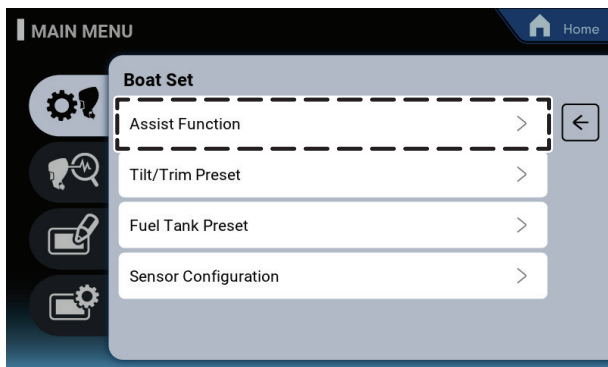 MAIN MENU
Home
Boat Set
Assist Function
Tilt/Trim Preset
Fuel Tank Preset
Sensor Configuration